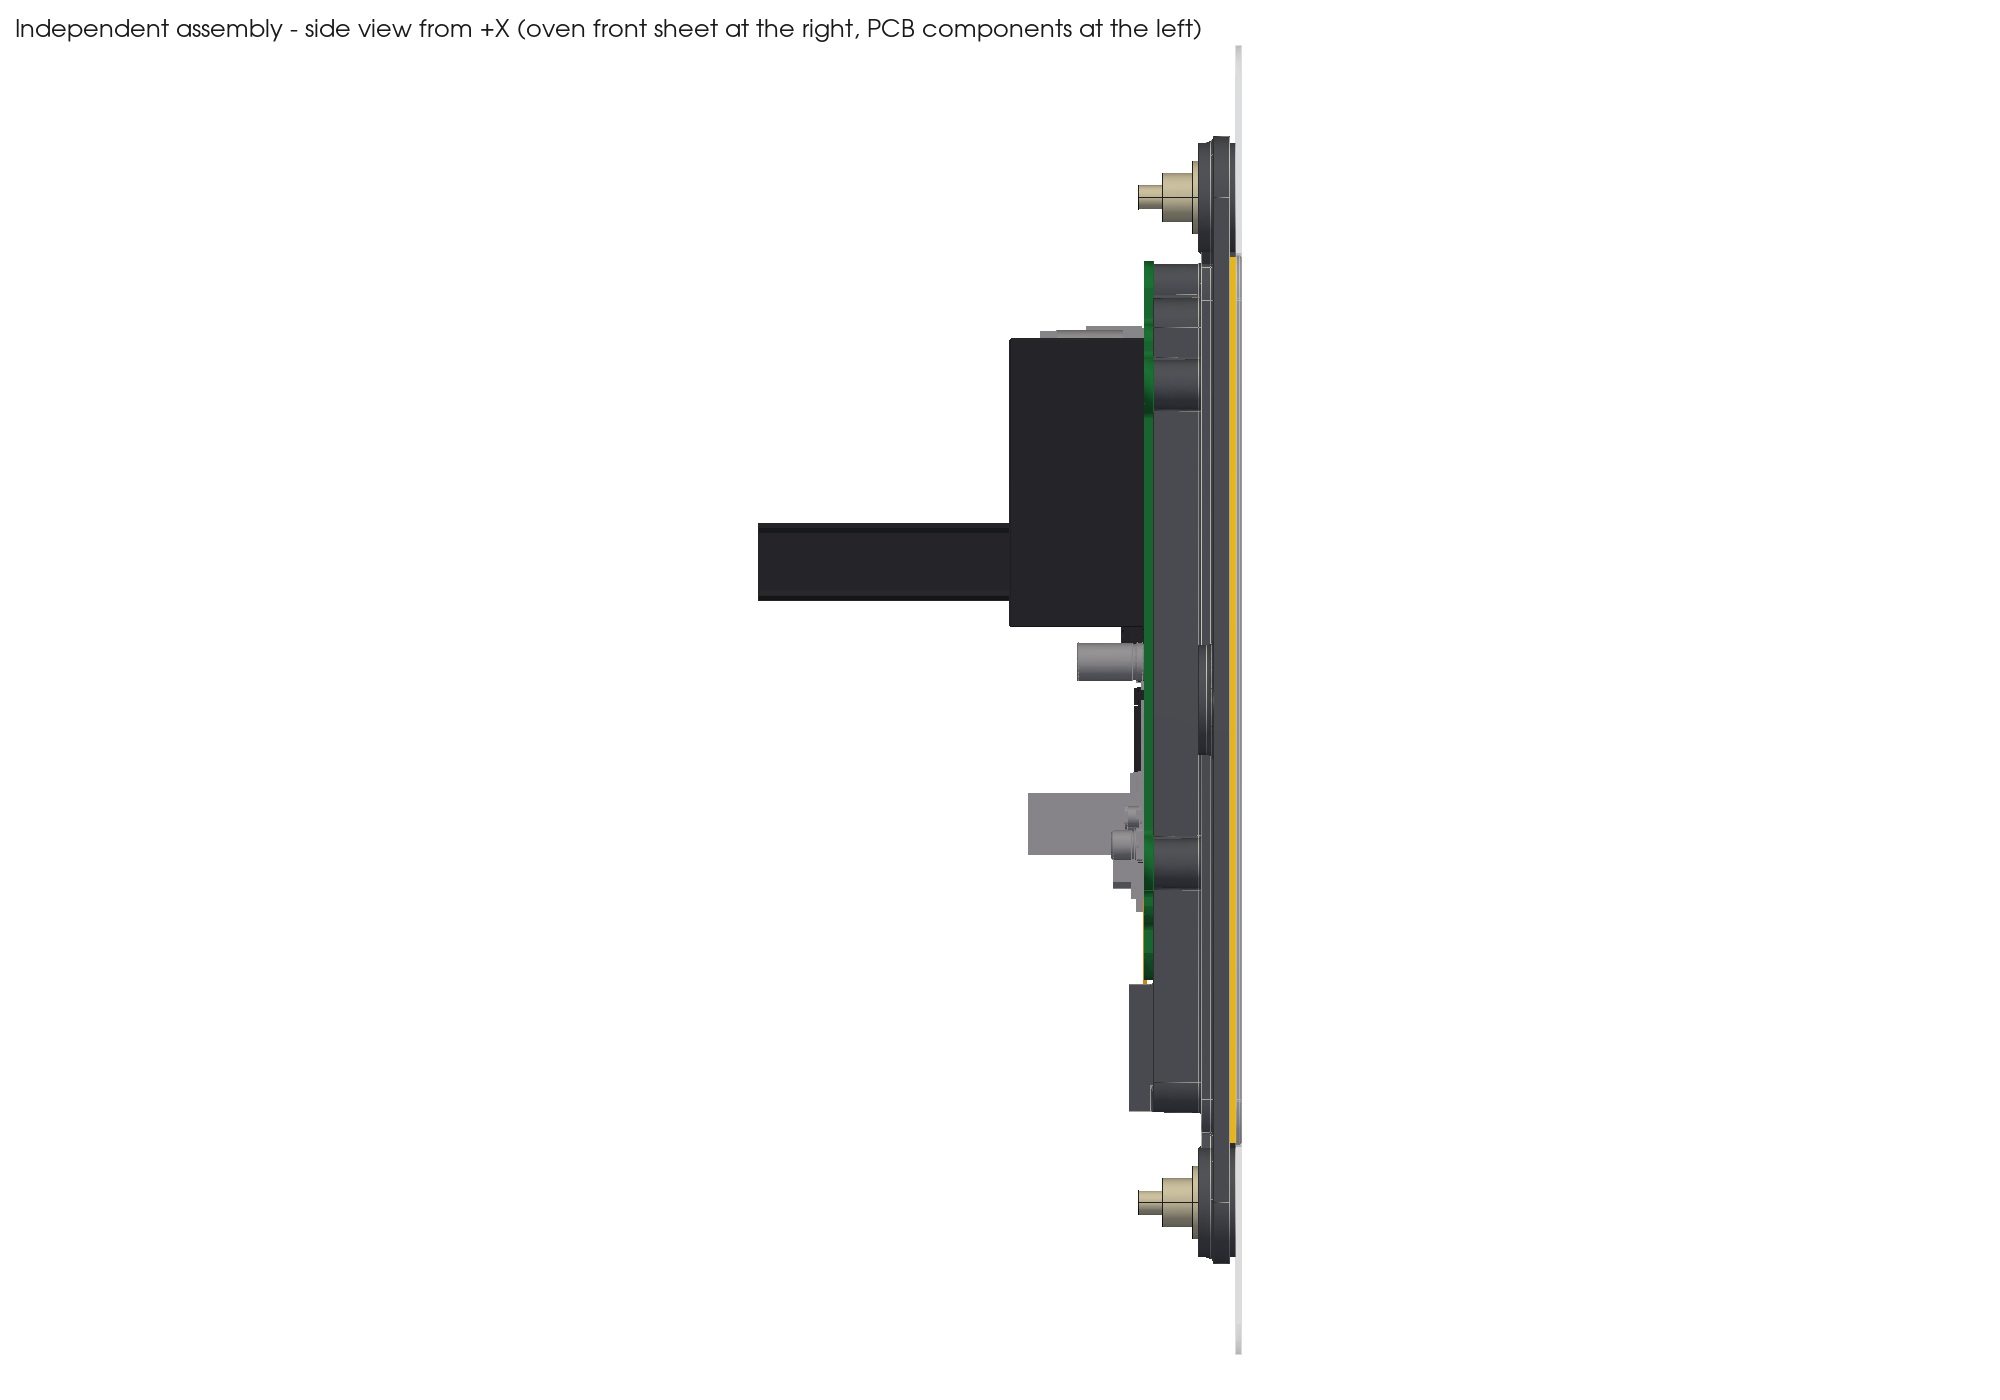 Independent assembly - side view from +X (oven front sheet at the right, PCB components at the left)